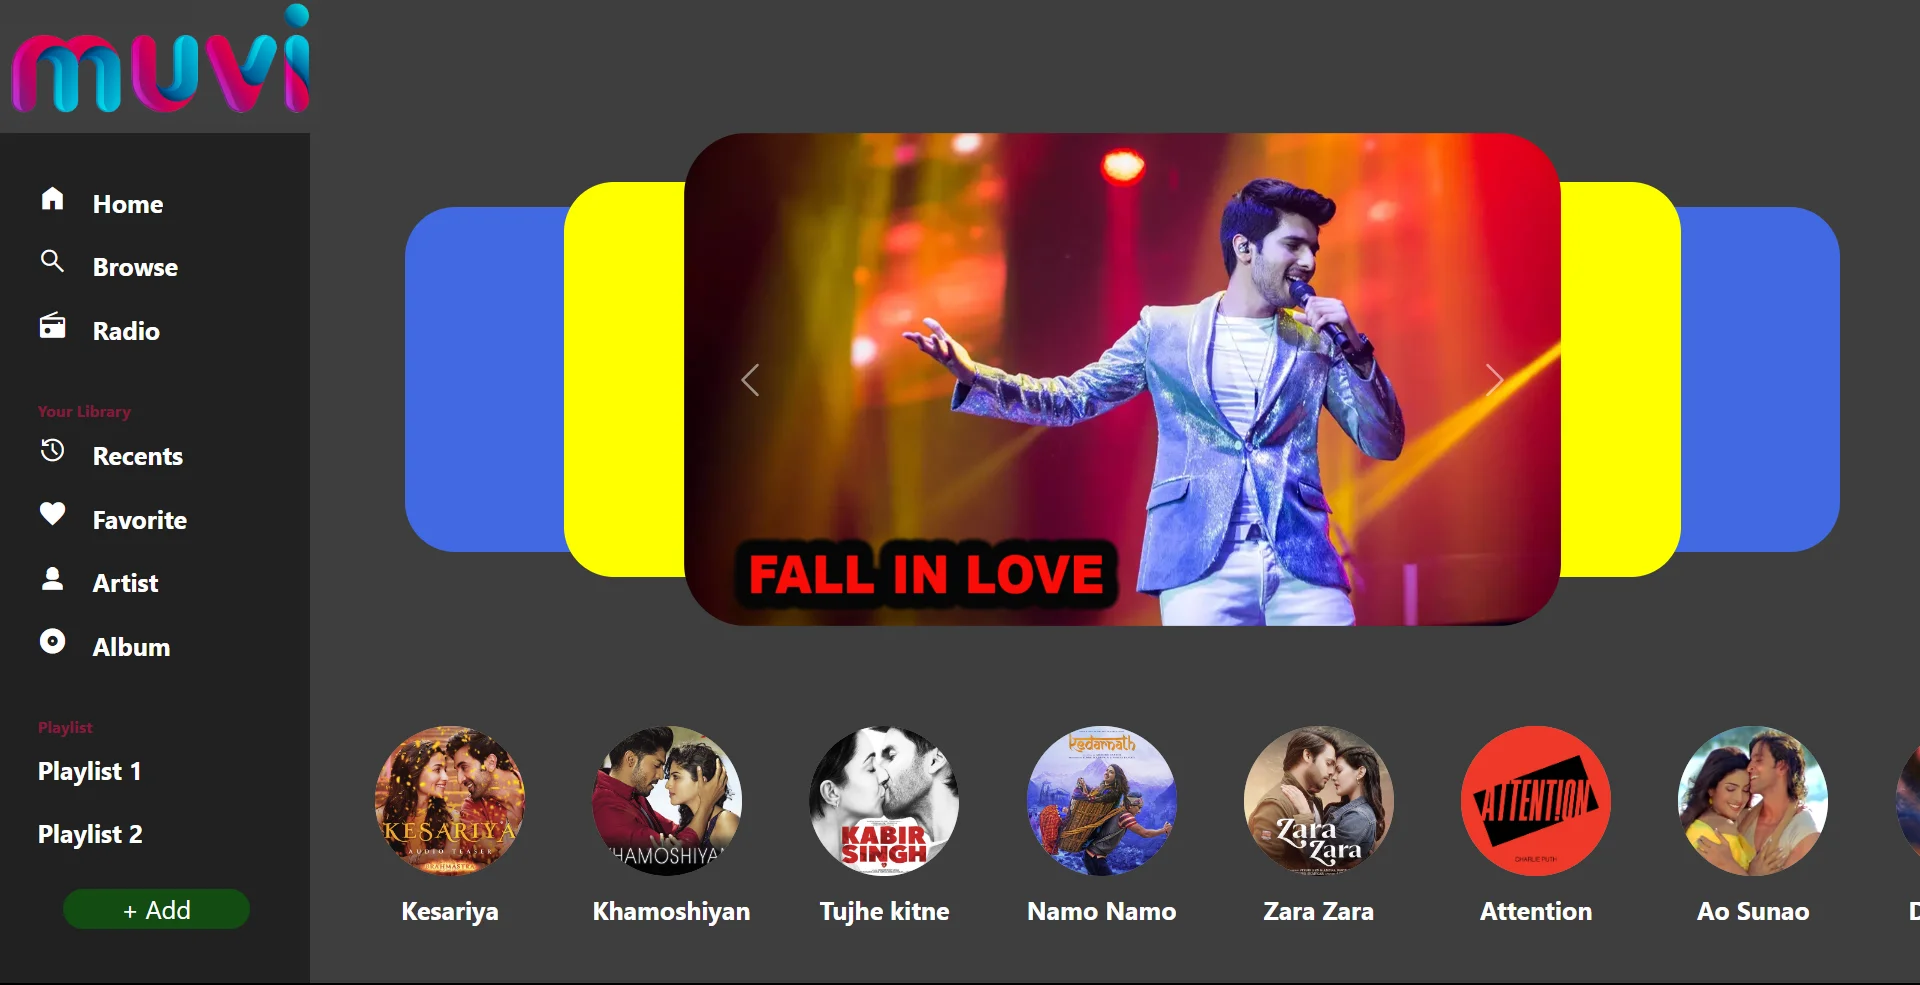 muvi
Home
Browse
Radio
Your Library
Recents
Favorite
Artist
Album
Playlist
Playlist 1
Playlist 2
+ Add
FALL IN LOVE
KESARIYA
AUDIO TEASER
BRAHMASTRA
Kesariya
KHAMOSHIYAN
Khamoshiyan
KABIR
SINGH
Tujhe kitne
Kedarnath
Namo Namo
Zara
Zara
Zara Zara
ATTENTION
CHARLIE PUTH
Attention
Ao Sunao